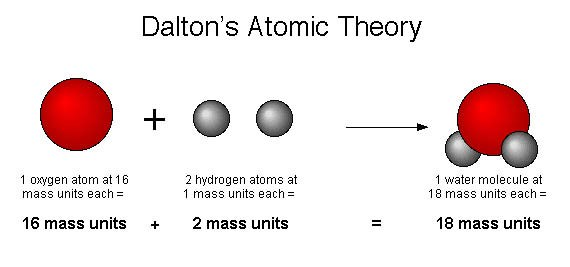 Dalton's Atomic Theory
+
1 oxygen atom at 16
mass units each =
2 hydrogen atoms at
1 mass units each =
1 water molecule at
18 mass units each =
16 mass units + 2 mass units = 18 mass units